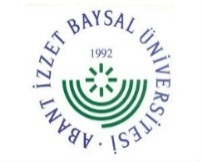 ABANT İZZET BAYSAL ÜNİVERSİTESİ ·
1992